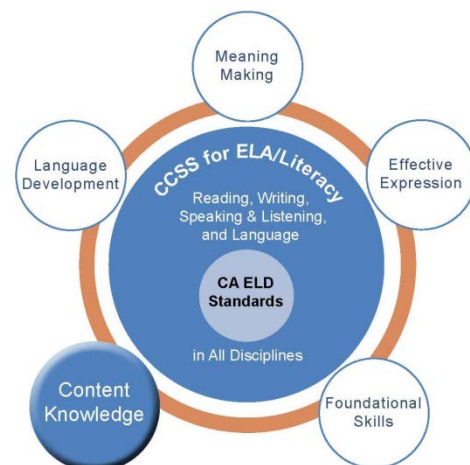 Meaning
Making
Language
Development
Effective
Expression
CCSS for ELA/Literacy
Reading, Writing,
Speaking & Listening,
and Language
CA ELD
Standards
in All Disciplines
Content
Knowledge
Foundational
Skills